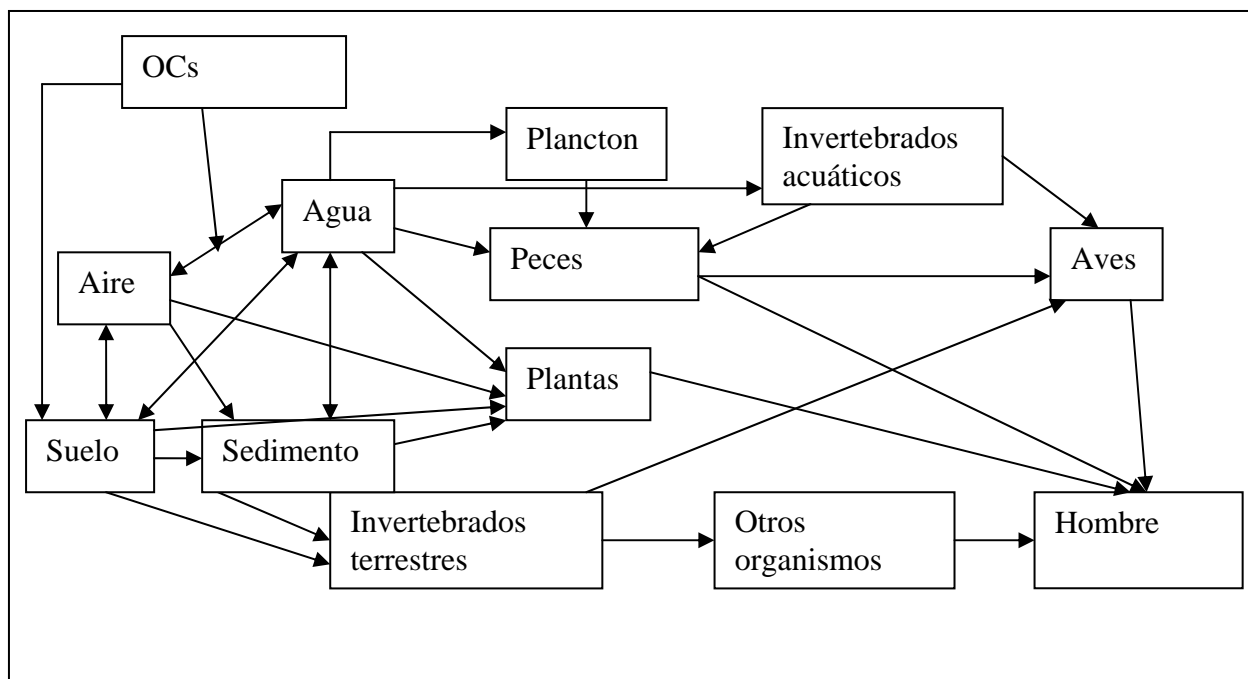 OCs
Plancton
Invertebrados
acuáticos
Agua
Peces
Aves
Aire
Plantas
Suelo
Sedimento
Invertebrados
terrestres
Otros
organismos
Hombre